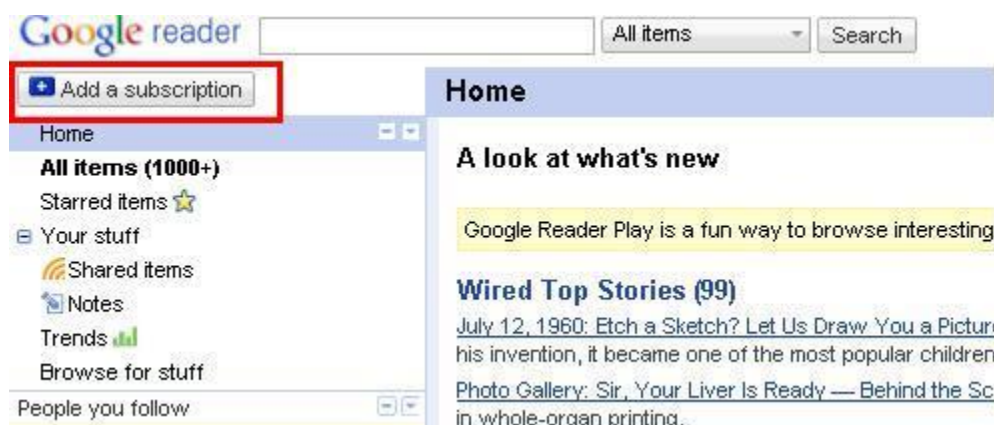 Google reader
All items
Search
Add a subscription
Home
All items (1000+)
Starred items
Your stuff
Shared items
Notes
Trends
Browse for stuff
People you follow
Home
A look at what's new
Google Reader Play is a fun way to browse interesting
Wired Top Stories (99)
July 12, 1960: Etch a Sketch? Let Us Draw You a Picture
his invention, it became one of the most popular children
Photo Gallery: Sir, Your Liver Is Ready — Behind the Sc
in whole-organ printing.